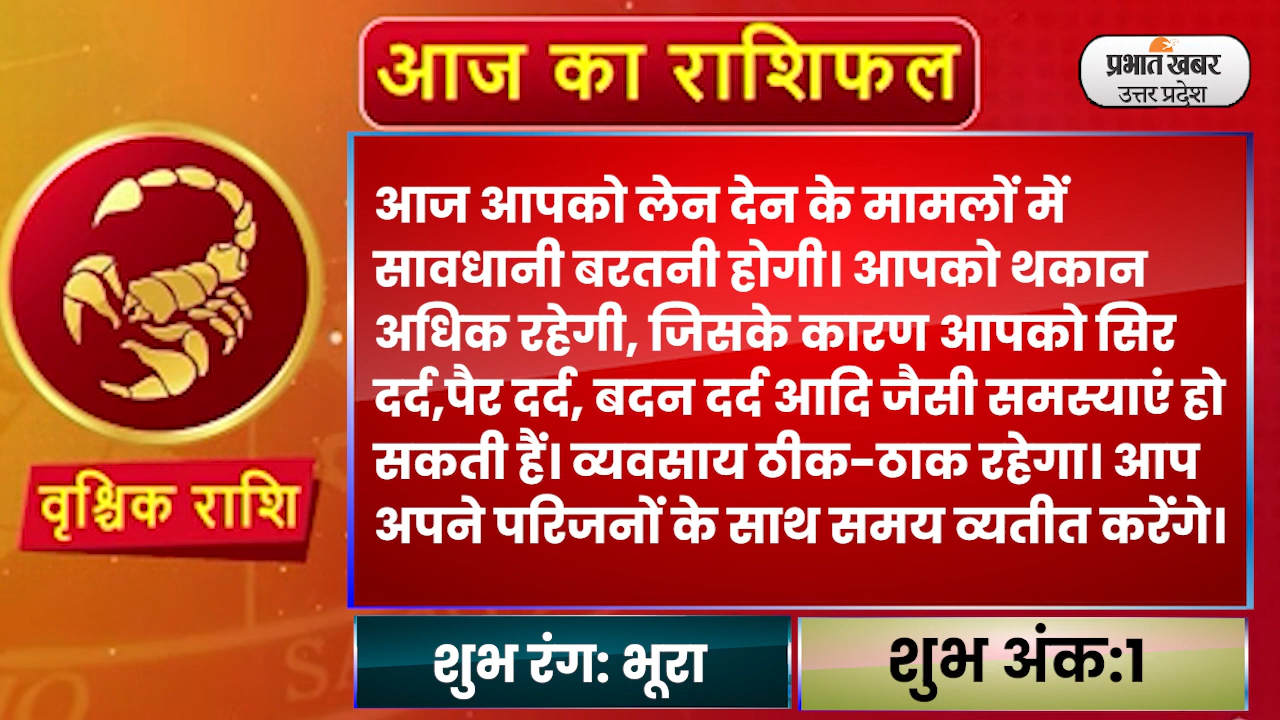 आज का राशिफल
प्रभात खबर
उत्तर प्रदेश
आज आपको लेन देन के मामलों में
सावधानी बरतनी होगी। आपको थकान
अधिक रहेगी, जिसके कारण आपको सिर
दर्द,पैर दर्द, बदन दर्द आदि जैसी समस्याएं हो
सकती हैं। व्यवसाय ठीक-ठाक रहेगा। आप
अपने परिजनों के साथ समय व्यतीत करेंगे।
वृश्चिक राशि
शुभ रंग: भूरा
शुभ अंक:1